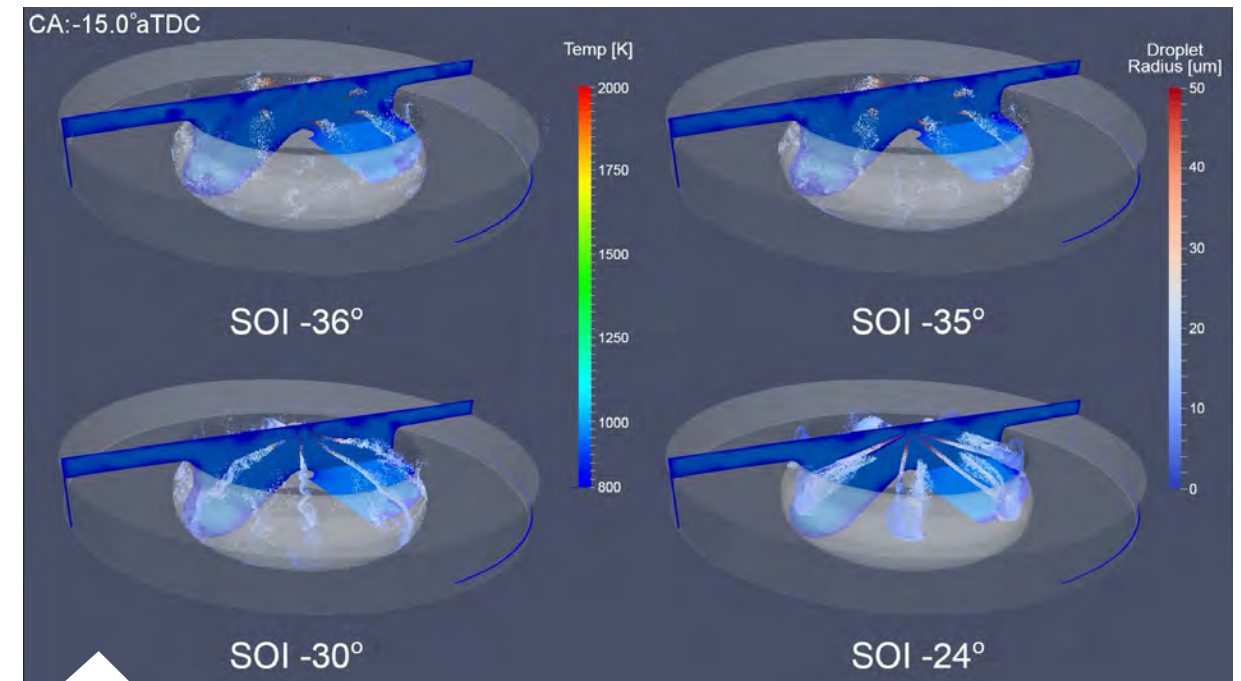 CA:-15.0°aTDC
Temp [K]
2000
1750
1500
1250
1000
800
Droplet
Radius [um]
50
40
30
20
10
0
SOI -36°
SOI -35°
SOI -30°
SOI -24°